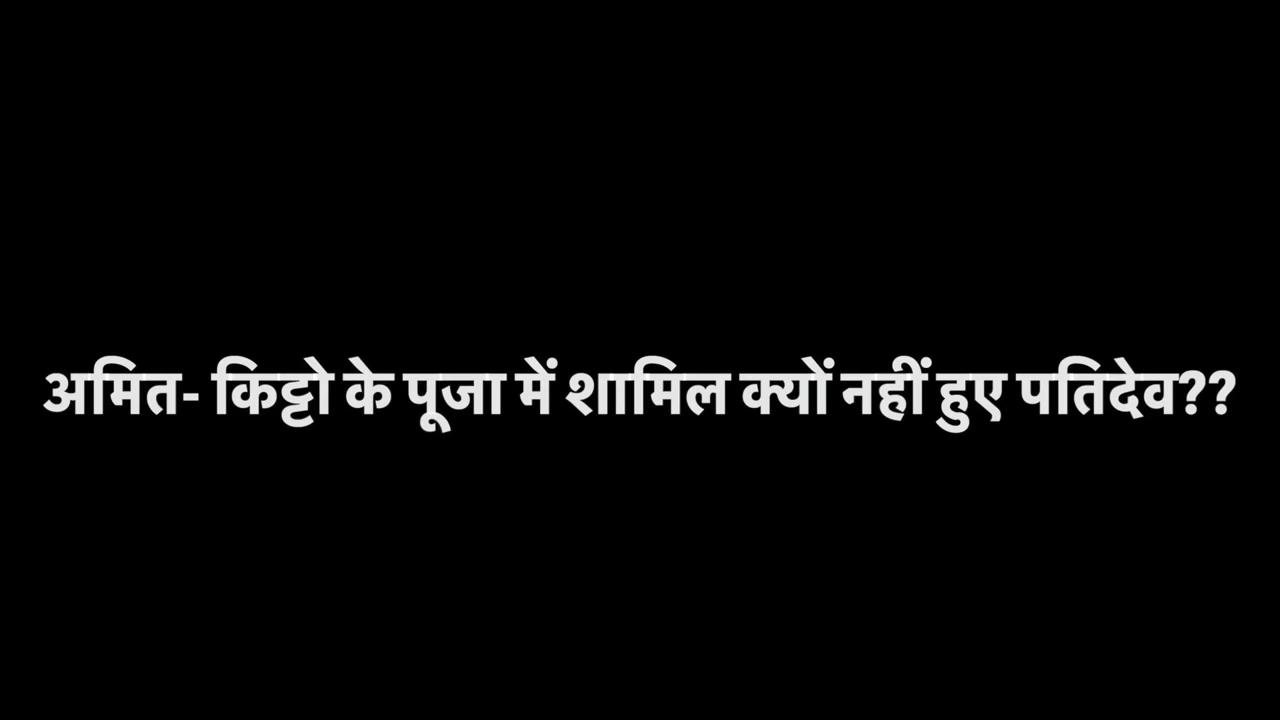 अमित- किट्टो के पूजा में शामिल क्यों नहीं हुए पतिदेव??